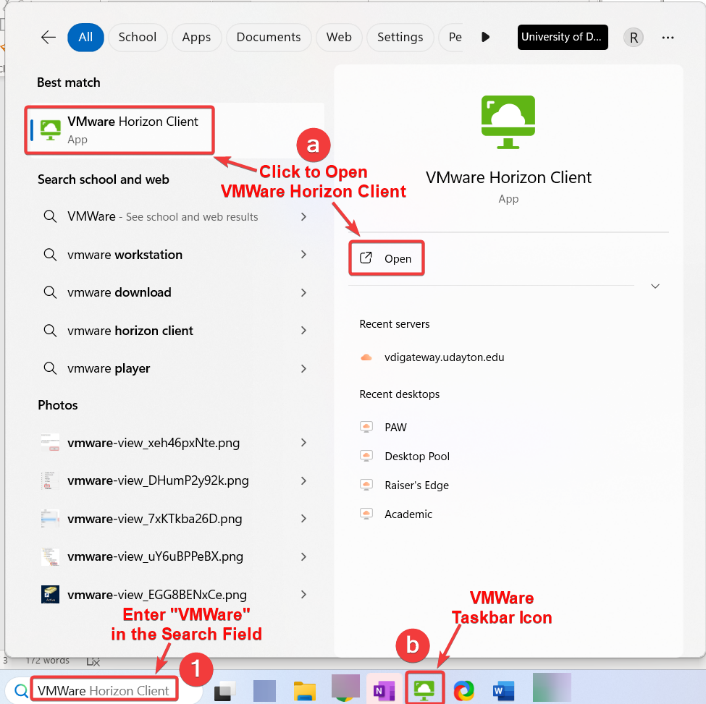 All School Apps Documents Web Settings Pe University of D... R ...
Best match
VMware Horizon Client
App
a
Click to Open
VMWare Horizon Client
Search school and web
VMWare - See school and web results
vmware workstation
vmware download
vmware horizon client
vmware player
Photos
vmware-view_xeh46pxNte.png
vmware-view_DHumP2y92k.png
vmware-view_7xKTkba26D.png
vmware-view_uY6uBPPeBX.png
vmware-view_EGG8BENxCe.png
VMware Horizon Client
App
Open
Recent servers
vdigateway.udayton.edu
Recent desktops
PAW
Desktop Pool
Raiser's Edge
Academic
Enter "VMWare"
in the Search Field
VMWare
Taskbar Icon
b
3 172 words
1
VMWare Horizon Client
N
W